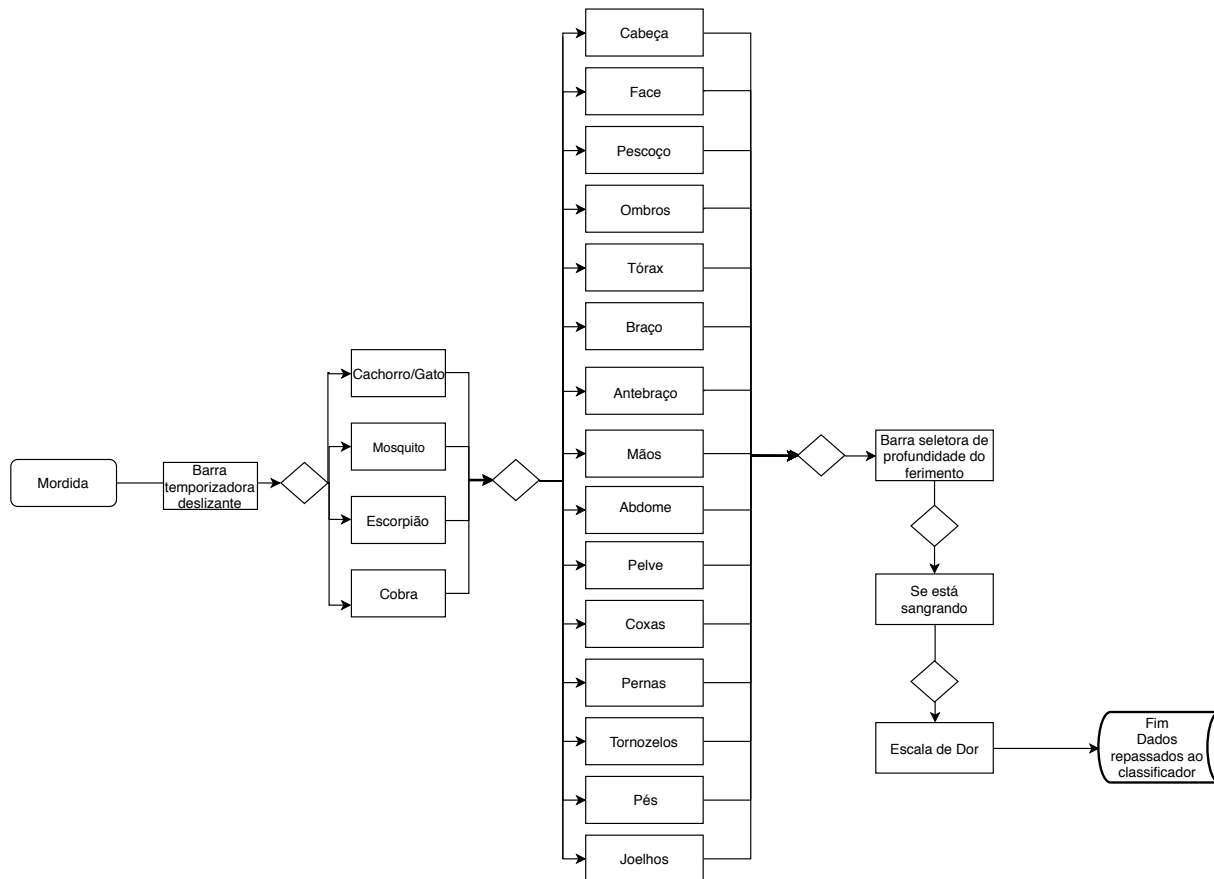 Mordida
Barra
temporizadora
deslizante
Cachorro/Gato
Mosquito
Escorpião
Cobra
Cabeça
Face
Pescoço
Ombros
Tórax
Braço
Antebraço
Mãos
Abdome
Pelve
Coxas
Pernas
Tornozelos
Pés
Joelhos
Barra seletora de
profundidade do
ferimento
Se está
sangrando
Escala de Dor
Fim
Dados
repassados ao
classificador